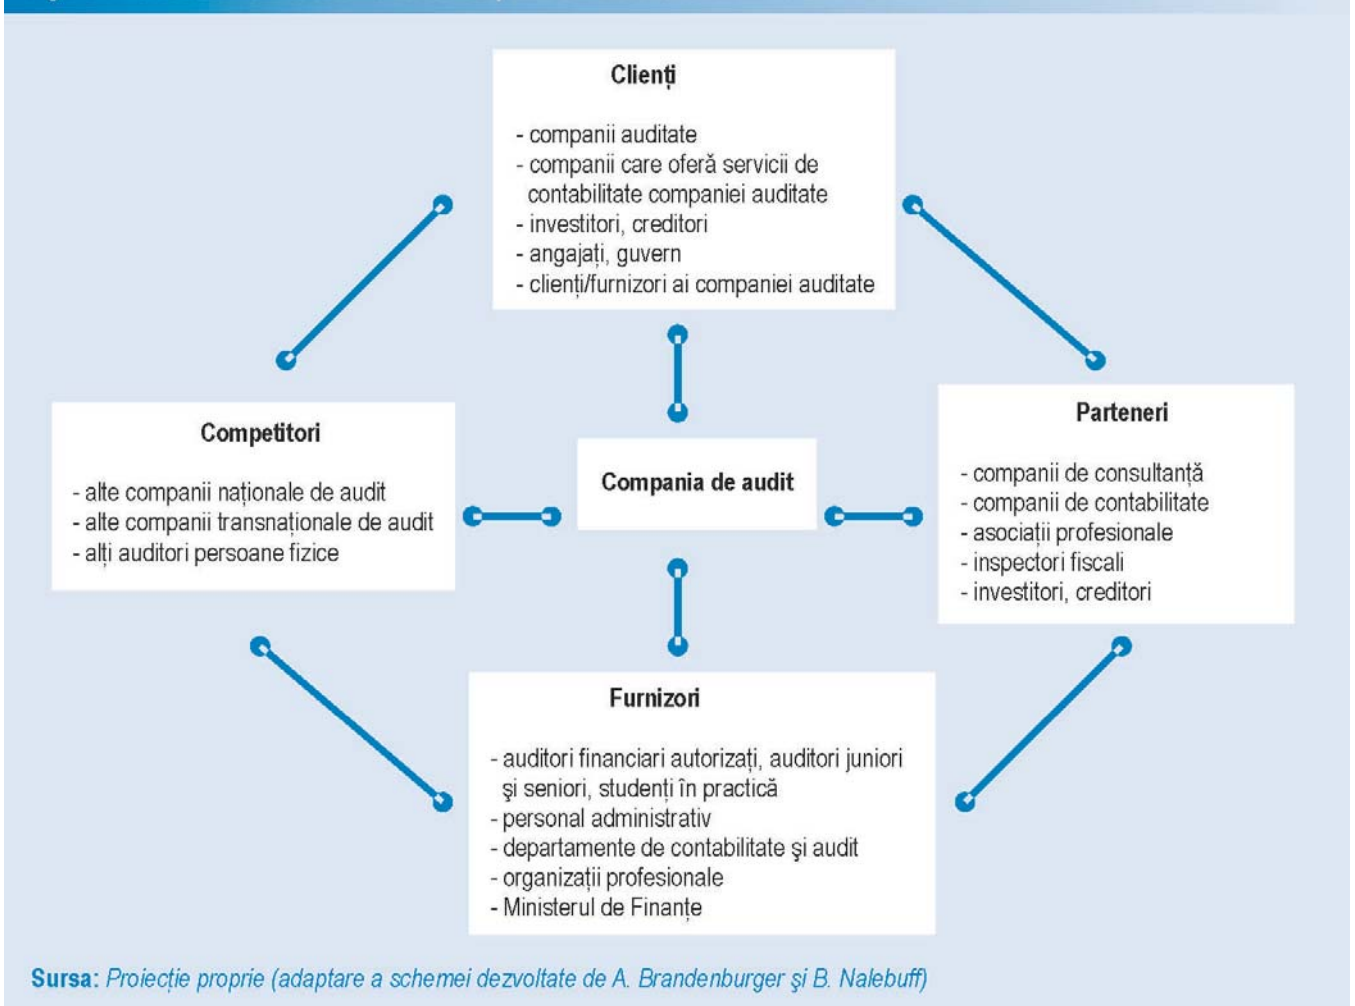 Clienți
- companii auditate
- companii care oferă servicii de
contabilitate companiei auditate
- investitori, creditori
- angajați, guvern
- clienți/furnizori ai companiei auditate
Competitori
- alte companii naționale de audit
- alte companii transnaționale de audit
- alți auditori persoane fizice
Compania de audit
Parteneri
- companii de consultanță
- companii de contabilitate
- asociații profesionale
- inspectori fiscali
- investitori, creditori
Furnizori
- auditori financiari autorizați, auditori juniori
şi seniori, studenți în practică
- personal administrativ
- departamente de contabilitate şi audit
- organizații profesionale
- Ministerul de Finanțe
Sursa: Proiecție proprie (adaptare a schemei dezvoltate de A. Brandenburger şi B. Nalebuff)